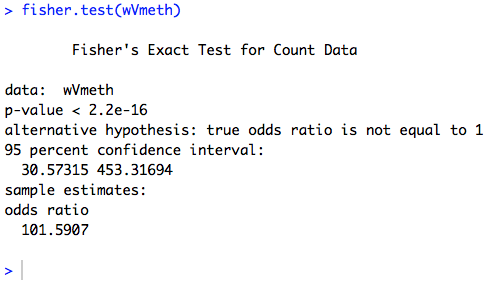 > fisher.test(wVmeth)
Fisher's Exact Test for Count Data
data:  wVmeth
p-value < 2.2e-16
alternative hypothesis: true odds ratio is not equal to 1
95 percent confidence interval:
30.57315 453.31694
sample estimates:
odds ratio
101.5907
>